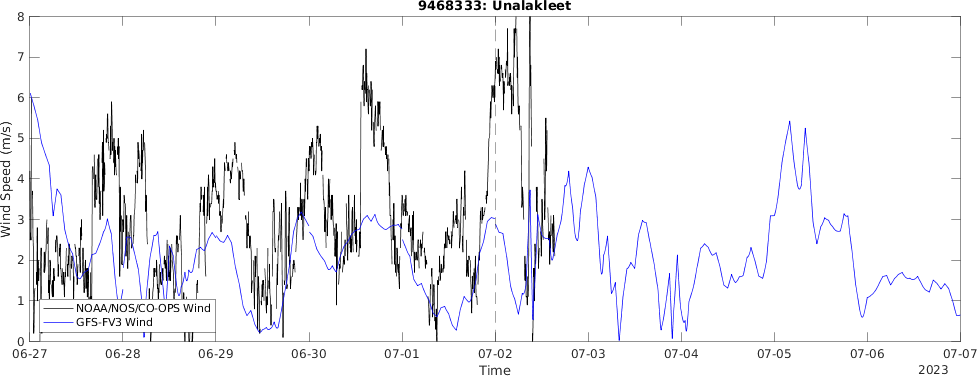 9468333: Unalakleet
8
7
6
5
4
3
2
1
0
Wind Speed (m/s)
NOAA/NOS/CO-OPS Wind
GFS-FV3 Wind
06-27 06-28 06-29 06-30 07-01 07-02 07-03 07-04 07-05 07-06 07-07
Time
2023